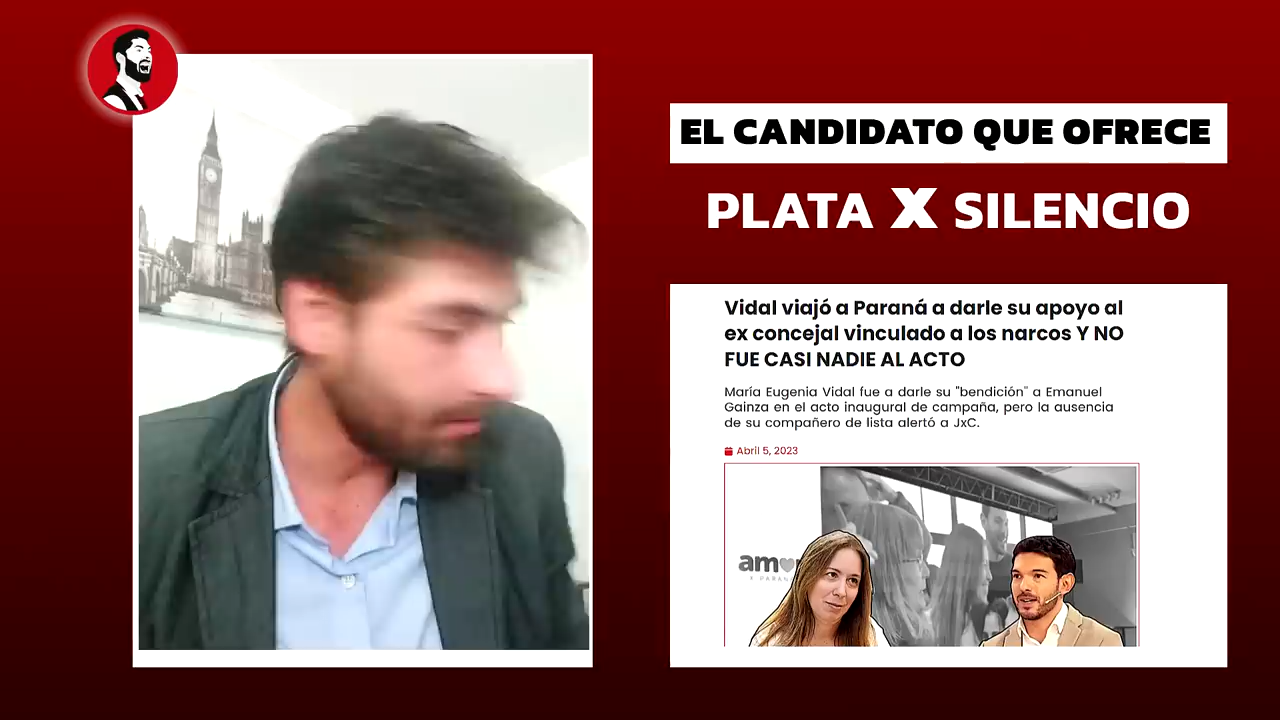 EL CANDIDATO QUE OFRECE
PLATA X SILENCIO
Vidal viajó a Paraná a darle su apoyo al
ex concejal vinculado a los narcos Y NO
FUE CASI NADIE AL ACTO
María Eugenia Vidal fue a darle su "bendición" a Emanuel
Gainza en el acto inaugural de campaña, pero la ausencia
de su compañero de lista alertó a JxC.
Abril 5, 2023